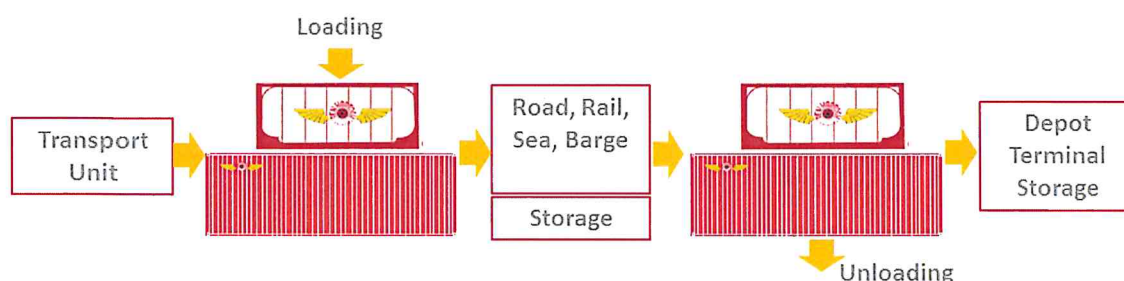 Loading
Transport
Unit
Road, Rail,
Sea, Barge
Storage
Depot
Terminal
Storage
Unloading